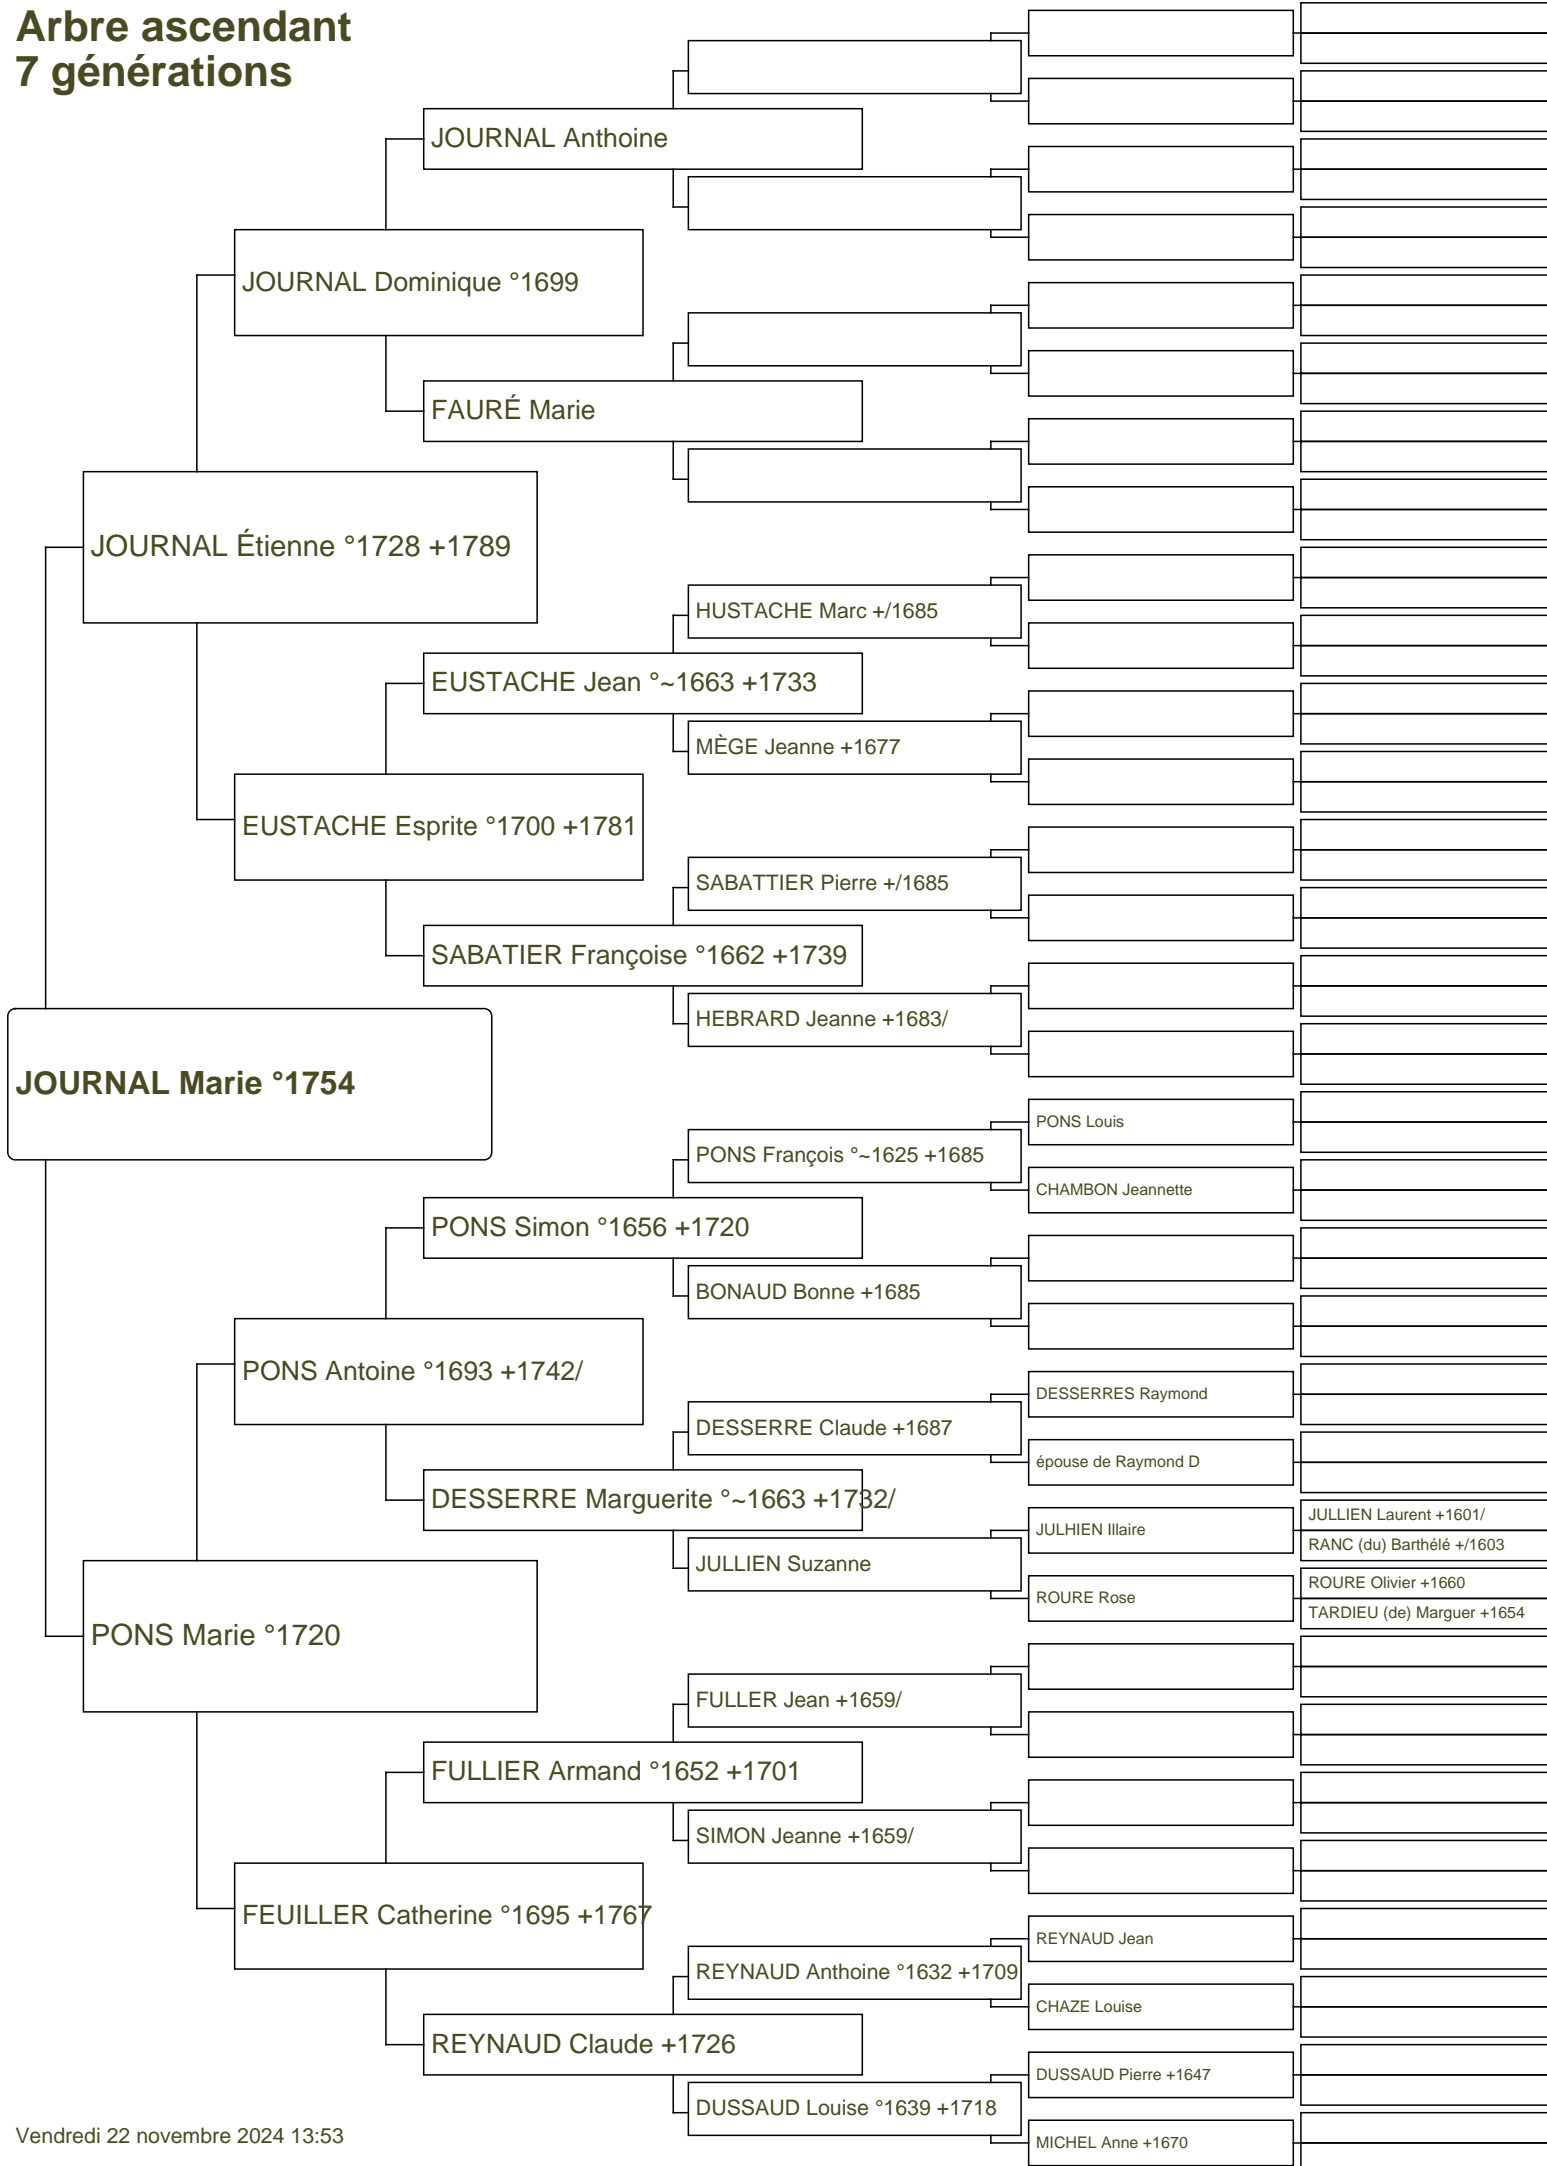 Arbre ascendant
7 générations
JOURNAL Anthoine
JOURNAL Dominique °1699
FAURÉ Marie
JOURNAL Étienne °1728 +1789
HUSTACHE Marc +/1685
EUSTACHE Jean °~1663 +1733
MÈGE Jeanne +1677
EUSTACHE Esprite °1700 +1781
SABATTIER Pierre +/1685
SABATIER Françoise °1662 +1739
HEBRARD Jeanne +1683/
JOURNAL Marie °1754
PONS Louis
PONS François °~1625 +1685
CHAMBON Jeannette
PONS Simon °1656 +1720
BONAUD Bonne +1685
PONS Antoine °1693 +1742/
DESSERRES Raymond
DESSERRE Claude +1687
épouse de Raymond D
DESSERRE Marguerite °~1663 +1732/
JULLIEN Laurent +1601/
JULHIEN Illaire
RANC (du) Barthélé +/1603
JULLIEN Suzanne
ROURE Olivier +1660
ROURE Rose
TARDIEU (de) Marguer +1654
PONS Marie °1720
FULLER Jean +1659/
FULLIER Armand °1652 +1701
SIMON Jeanne +1659/
FEUILLER Catherine °1695 +1767
REYNAUD Jean
REYNAUD Anthoine °1632 +1709
CHAZE Louise
REYNAUD Claude +1726
DUSSAUD Pierre +1647
DUSSAUD Louise °1639 +1718
MICHEL Anne +1670
Vendredi 22 novembre 2024 13:53